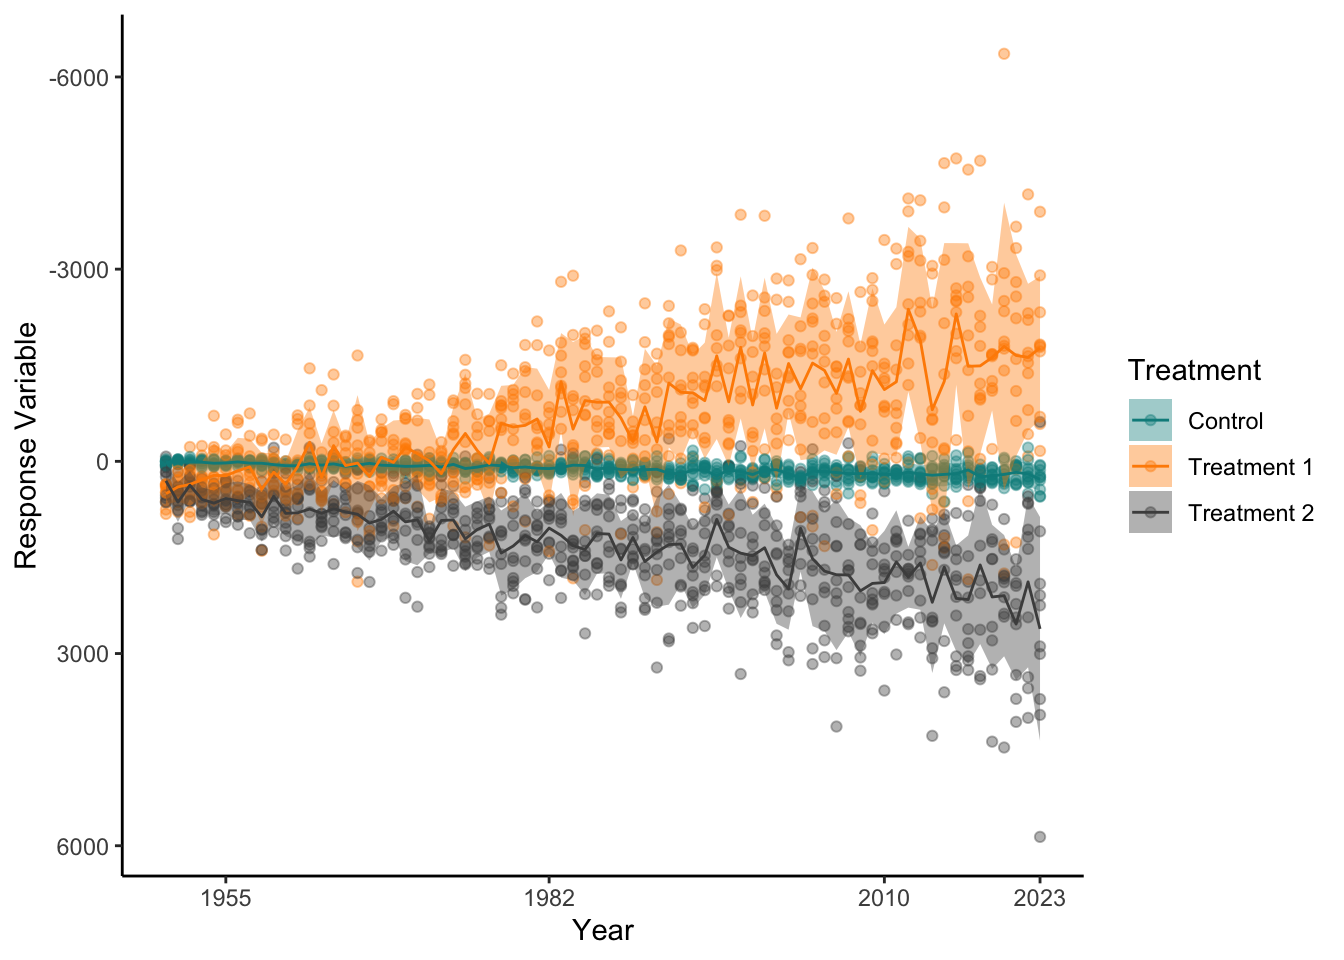 -6000
-3000
0
3000
6000
Response Variable
1955
1982
2010
2023
Year
Treatment
Control
Treatment 1
Treatment 2